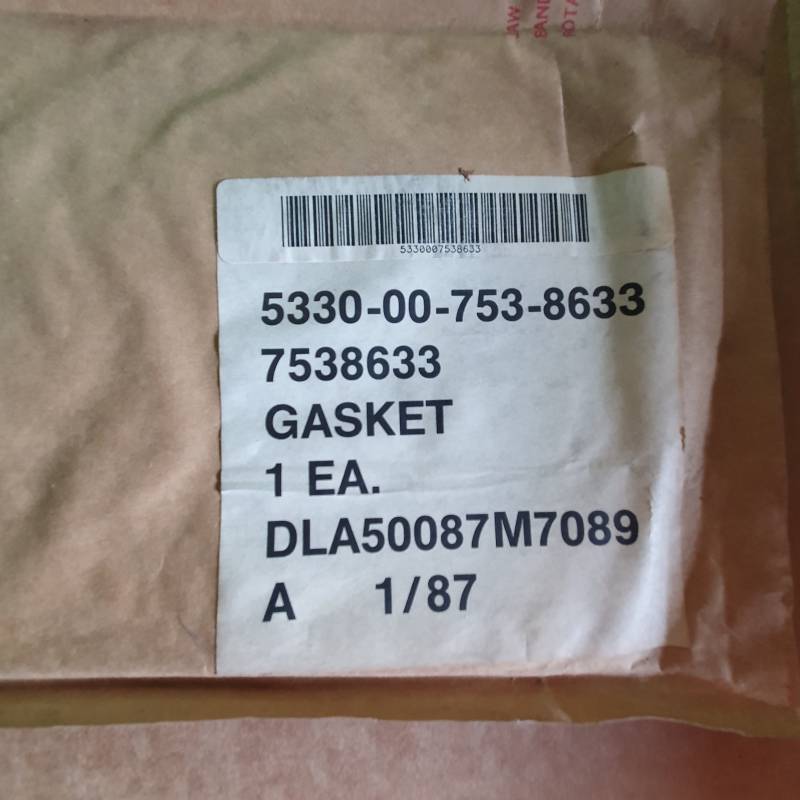 5330007538633
5330-00-753-8633
7538633
GASKET
1 EA.
DLA50087M7089
A 1/87